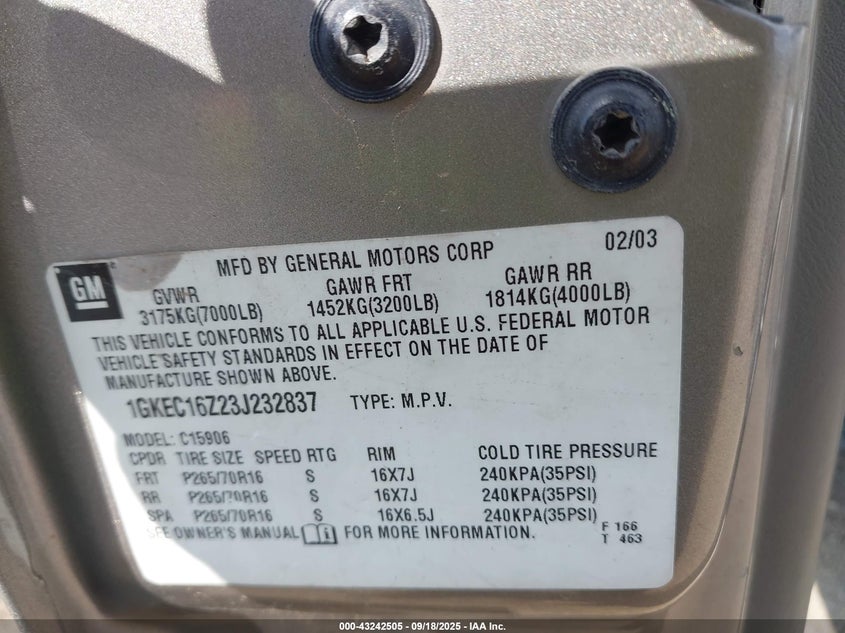 GM
MFD BY GENERAL MOTORS CORP 02/03
GVWR GAWR FRT GAWR RR
3175KG(7000LB) 1452KG(3200LB) 1814KG(4000LB)
THIS VEHICLE CONFORMS TO ALL APPLICABLE U.S. FEDERAL MOTOR
VEHICLE SAFETY STANDARDS IN EFFECT ON THE DATE OF
MANUFACTURE SHOWN ABOVE.
1GKEC16Z23J232837 TYPE: M.P.V.
MODEL: C15906
CPDR TIRE SIZE SPEED RTG RIM COLD TIRE PRESSURE
FRT P265/70R16 S 16X7J 240KPA(35PSI)
RR P265/70R16 S 16X7J 240KPA(35PSI)
SPA P265/70R16 S 16X6.5J 240KPA(35PSI)
SEE OWNER'S MANUAL FOR MORE INFORMATION.
F 166
T 463
000-43242505 - 09/18/2025 - IAA Inc.